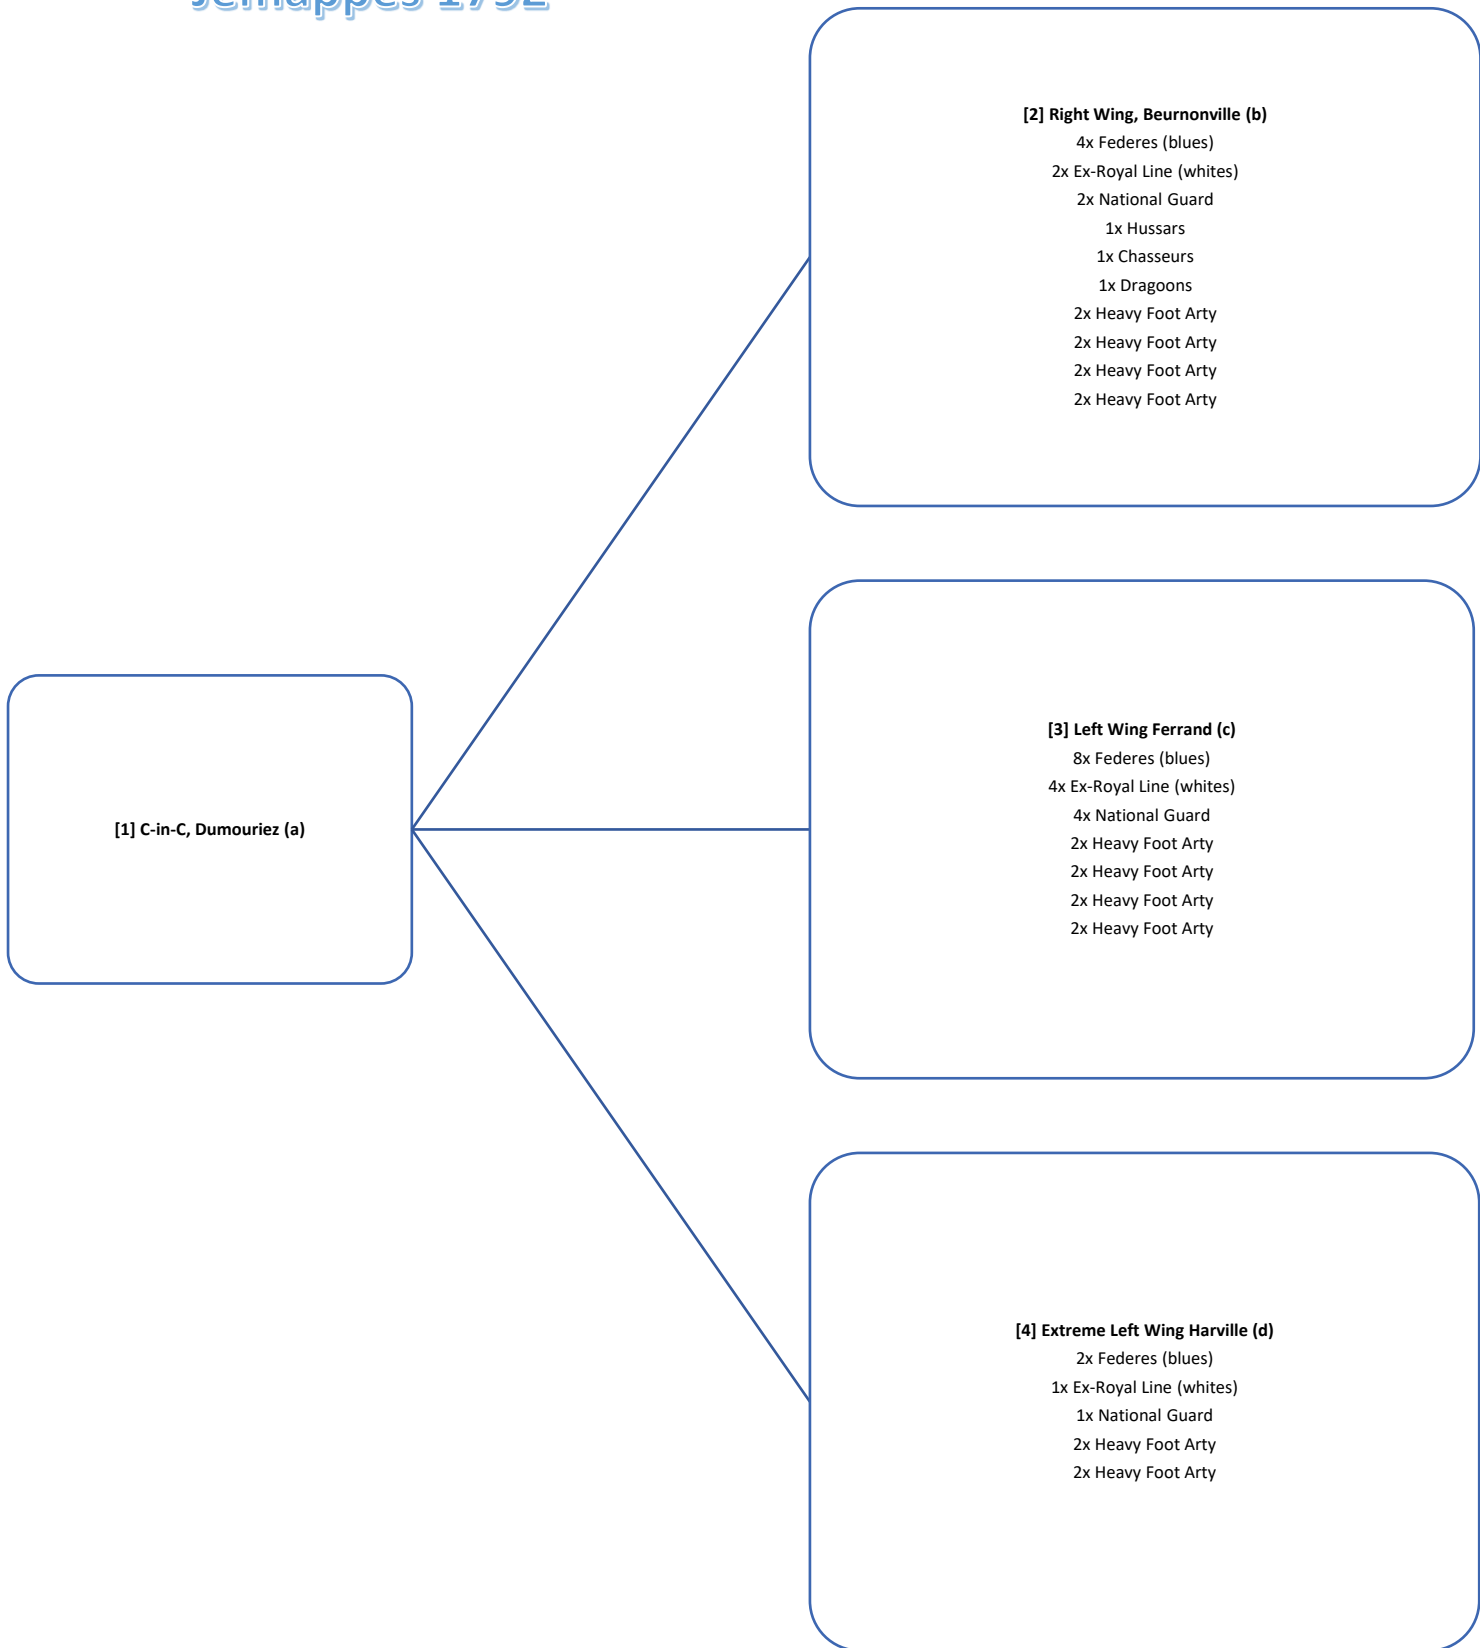 Jemappes 1792
[2] Right Wing, Beurnonville (b)
4x Federes (blues)
2x Ex-Royal Line (whites)
2x National Guard
1x Hussars
1x Chasseurs
1x Dragoons
2x Heavy Foot Arty
2x Heavy Foot Arty
2x Heavy Foot Arty
2x Heavy Foot Arty
[1] C-in-C, Dumouriez (a)
[3] Left Wing Ferrand (c)
8x Federes (blues)
4x Ex-Royal Line (whites)
4x National Guard
2x Heavy Foot Arty
2x Heavy Foot Arty
2x Heavy Foot Arty
2x Heavy Foot Arty
[4] Extreme Left Wing Harville (d)
2x Federes (blues)
1x Ex-Royal Line (whites)
1x National Guard
2x Heavy Foot Arty
2x Heavy Foot Arty